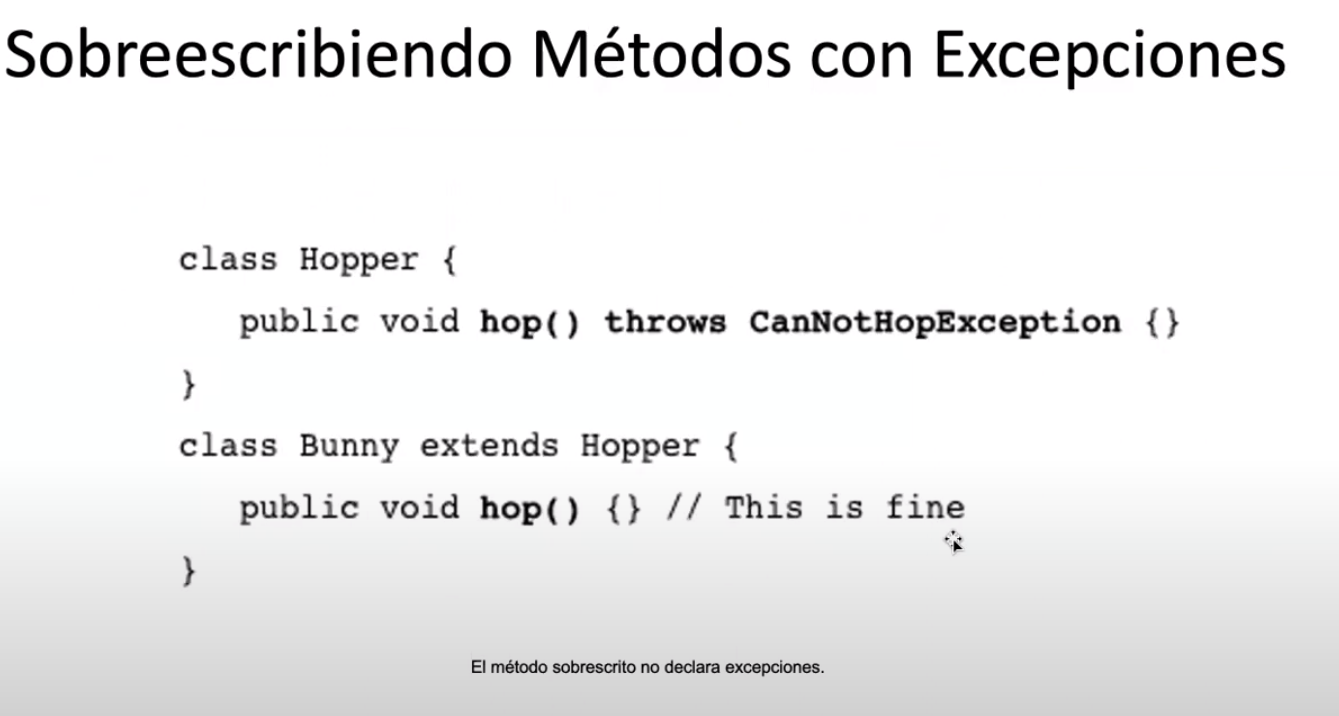 Sobreescribiendo Métodos con Excepciones
class Hopper {
public void hop() throws CanNotHopException {}
}
class Bunny extends Hopper {
public void hop() {} // This is fine
}
El método sobrescrito no declara excepciones.